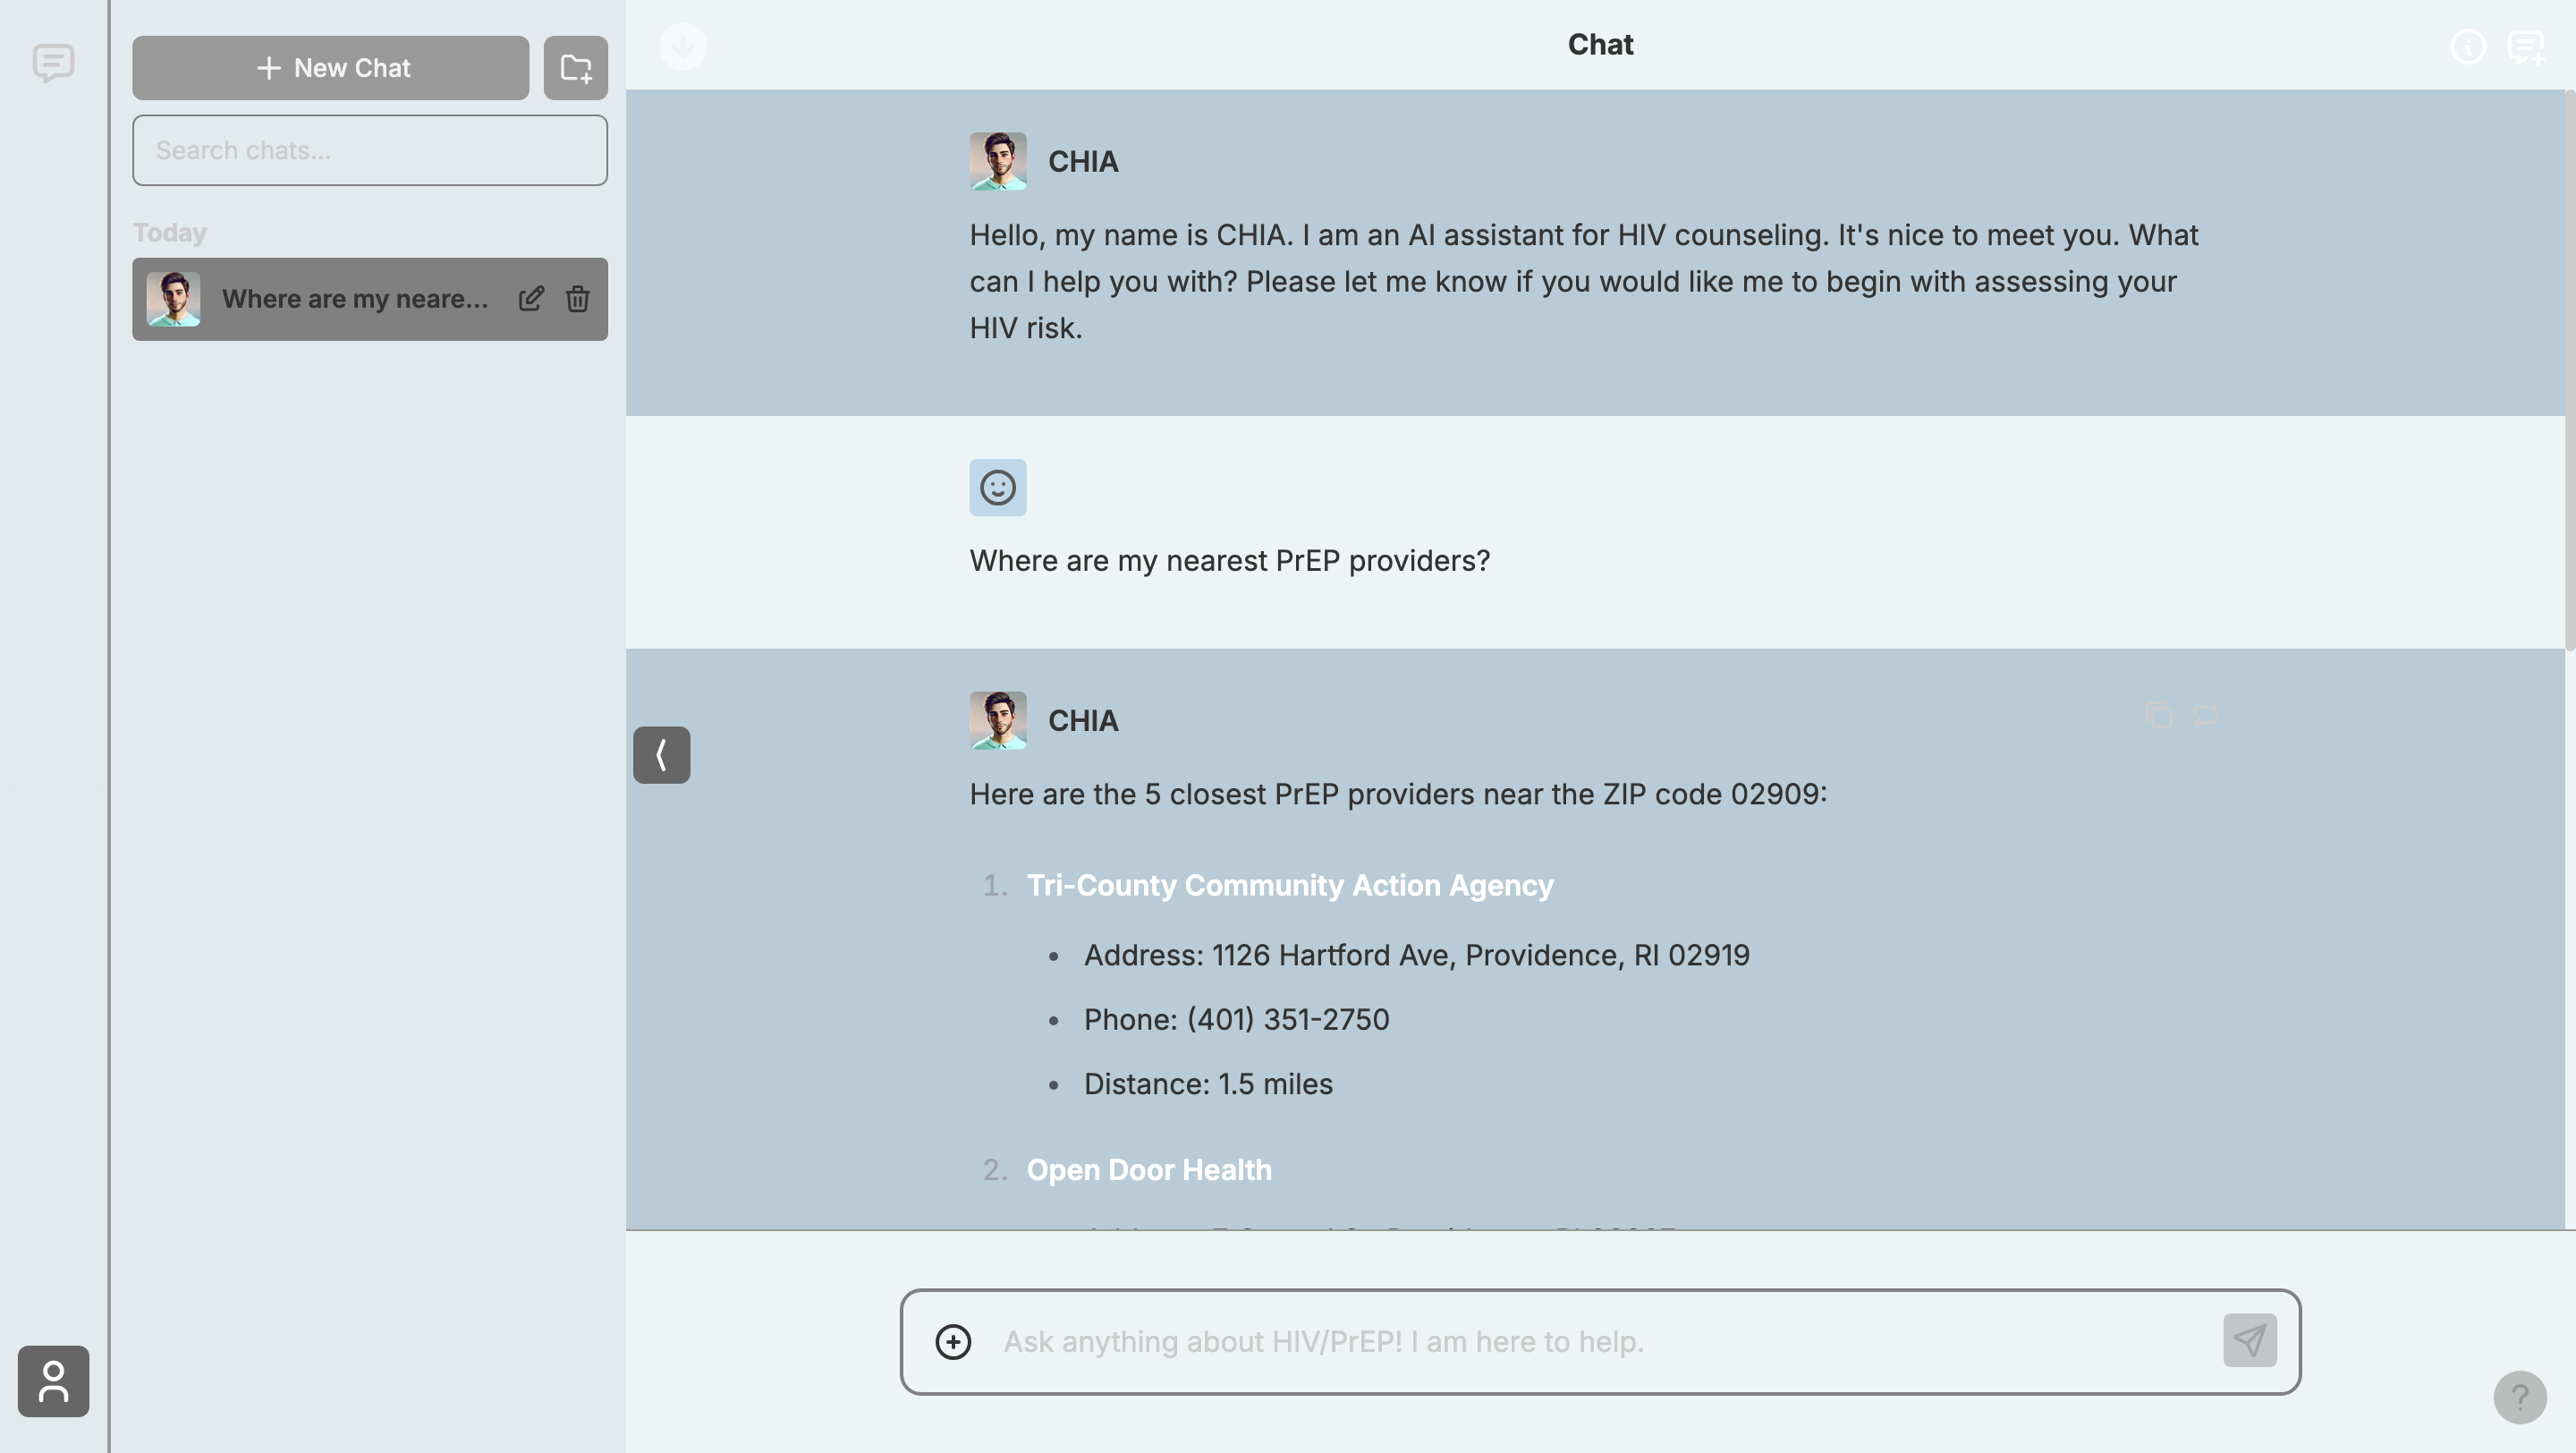 New Chat
Search chats...
Today
Where are my neare...
Chat
CHIA
Hello, my name is CHIA. I am an AI assistant for HIV counseling. It's nice to meet you. What
can I help you with? Please let me know if you would like me to begin with assessing your
HIV risk.
Where are my nearest PrEP providers?
CHIA
Here are the 5 closest PrEP providers near the ZIP code 02909:
1. Tri-County Community Action Agency
• Address: 1126 Hartford Ave, Providence, RI 02919
• Phone: (401) 351-2750
• Distance: 1.5 miles
2. Open Door Health
Ask anything about HIV/PrEP! I am here to help.
?